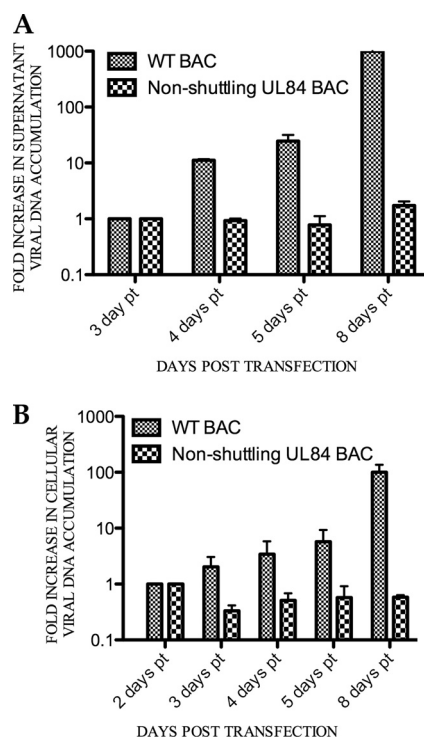 A
FOLD INCREASE IN SUPERNATANT
VIRAL DNA ACCUMULATION
1000
100
10
1
0.1
WT BAC
Non-shuttling UL84 BAC
3 day pt
4 days pt
5 days pt
8 days pt
DAYS POST TRANSFECTION
B
FOLD INCREASE IN CELLULAR
VIRAL DNA ACCUMULATION
1000
100
10
1
0.1
WT BAC
Non-shuttling UL84 BAC
2 days pt
3 days pt
4 days pt
5 days pt
8 days pt
DAYS POST TRANSFECTION